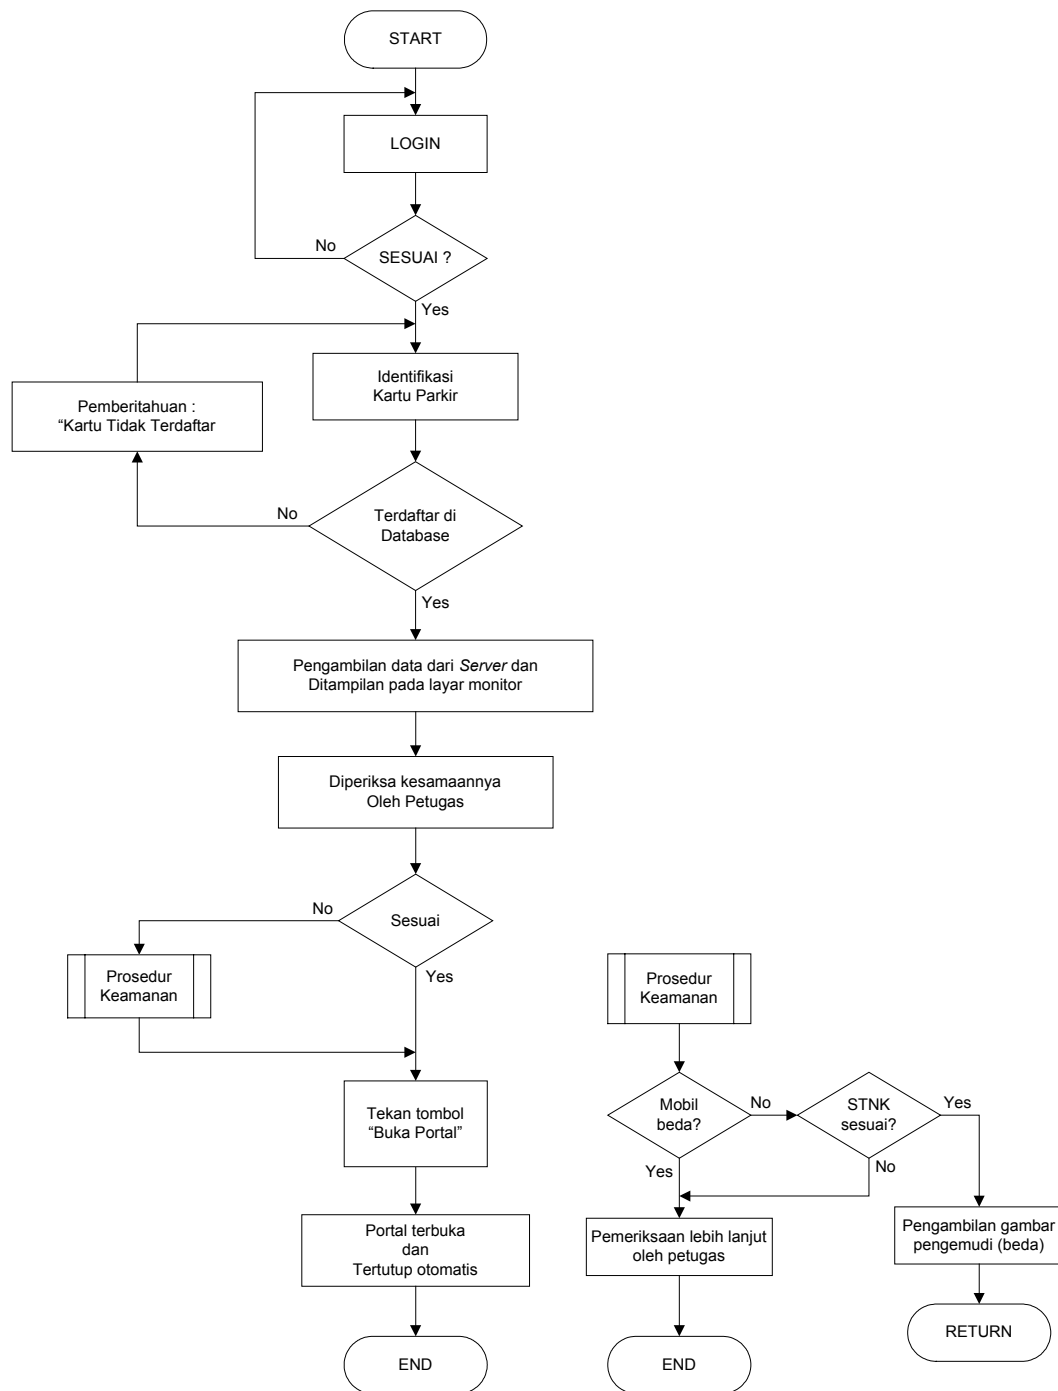 START
LOGIN
SESUAI ?
No
Yes
Identifikasi
Kartu Parkir
Pemberitahuan :
“Kartu Tidak Terdaftar
Terdaftar di
Database
No
Yes
Pengambilan data dari Server dan
Ditampilan pada layar monitor
Diperiksa kesamaannya
Oleh Petugas
Sesuai
No
Yes
Prosedur
Keamanan
Tekan tombol
“Buka Portal”
Portal terbuka
dan
Tertutup otomatis
END
Prosedur
Keamanan
Mobil
beda?
No
Yes
STNK
sesuai?
Yes
No
Pemeriksaan lebih lanjut
oleh petugas
END
Pengambilan gambar
pengemudi (beda)
RETURN